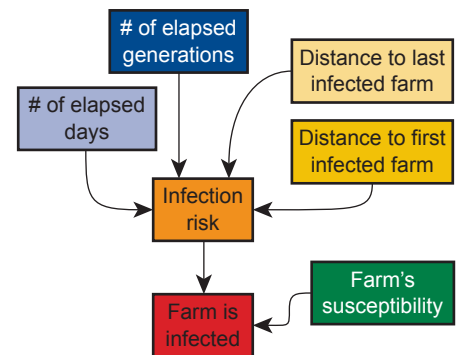 # of elapsed
generations
Distance to last
infected farm
# of elapsed
days
Distance to first
infected farm
Infection
risk
Farm's
susceptibility
Farm is
infected